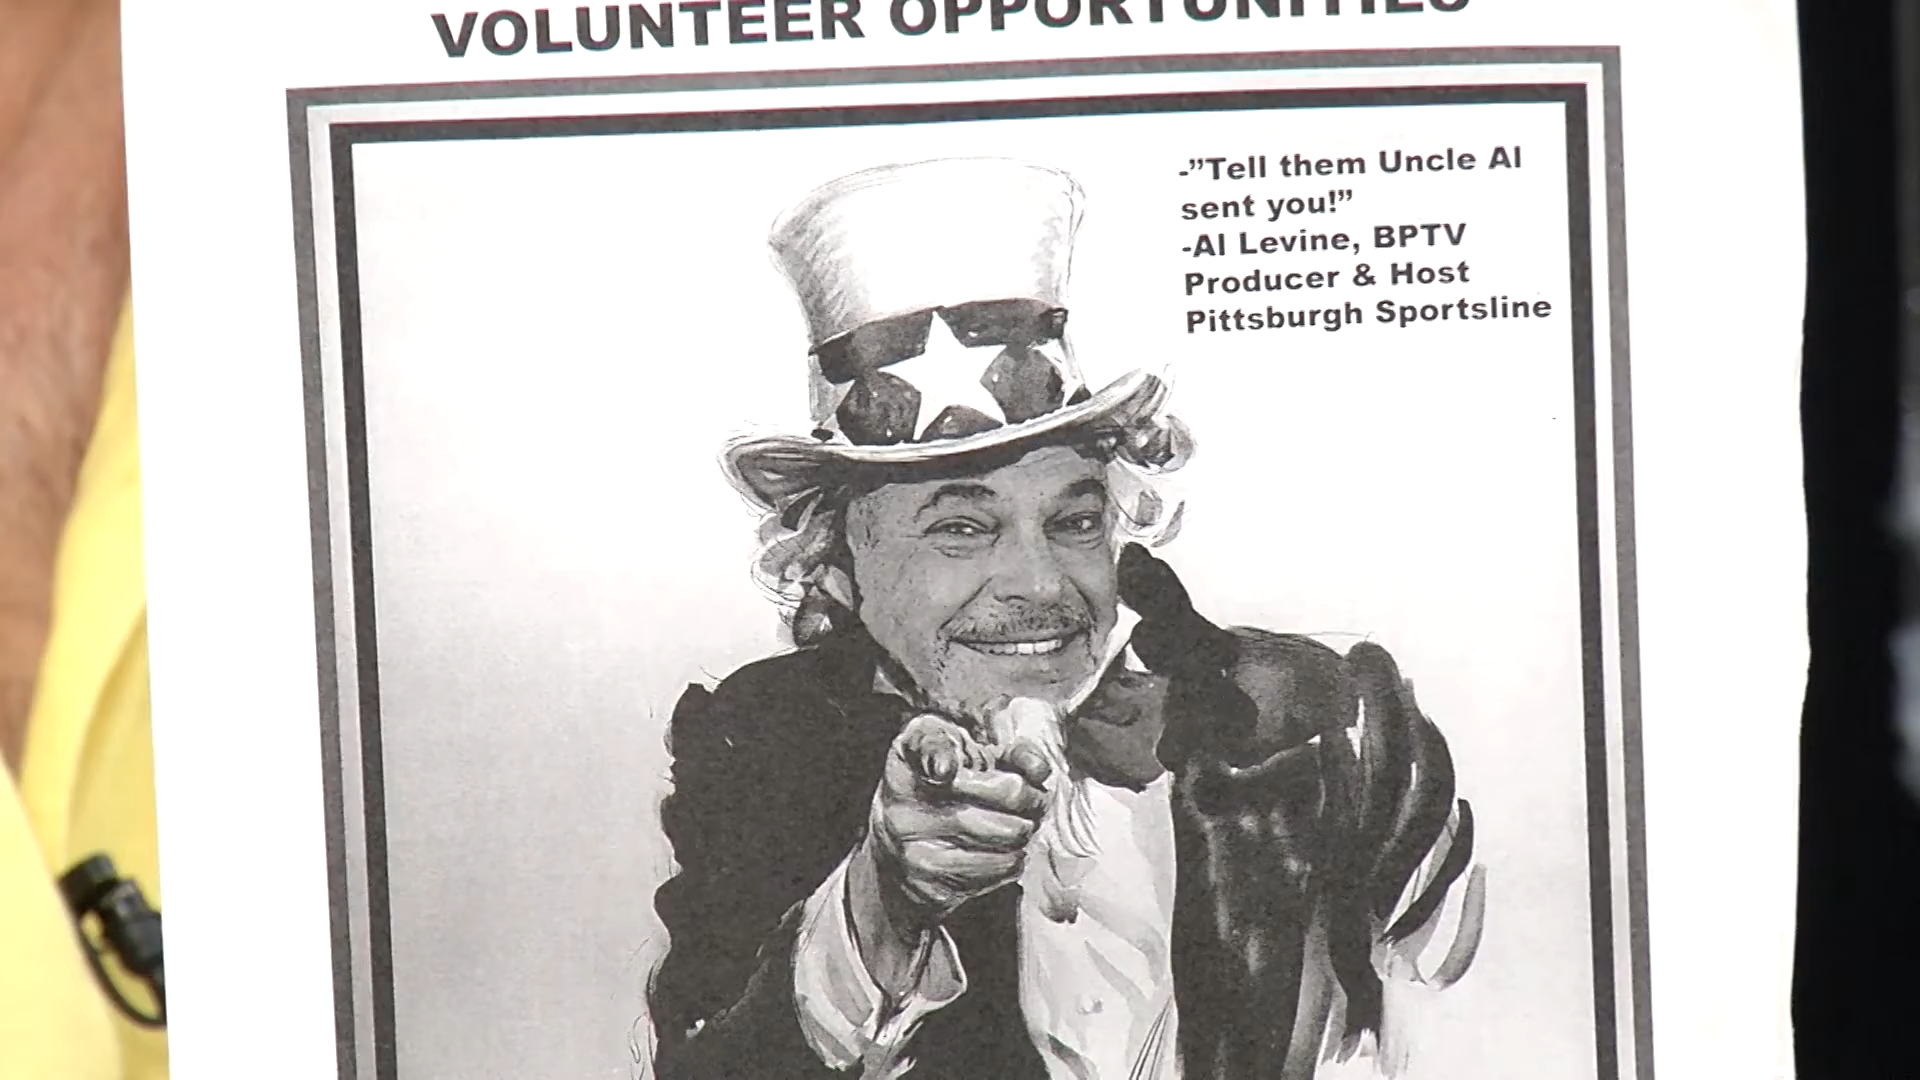 VOLUNTEER OPPORTUNITIES
-”Tell them Uncle Al
sent you!”
-Al Levine, BPTV
Producer & Host
Pittsburgh Sportsline